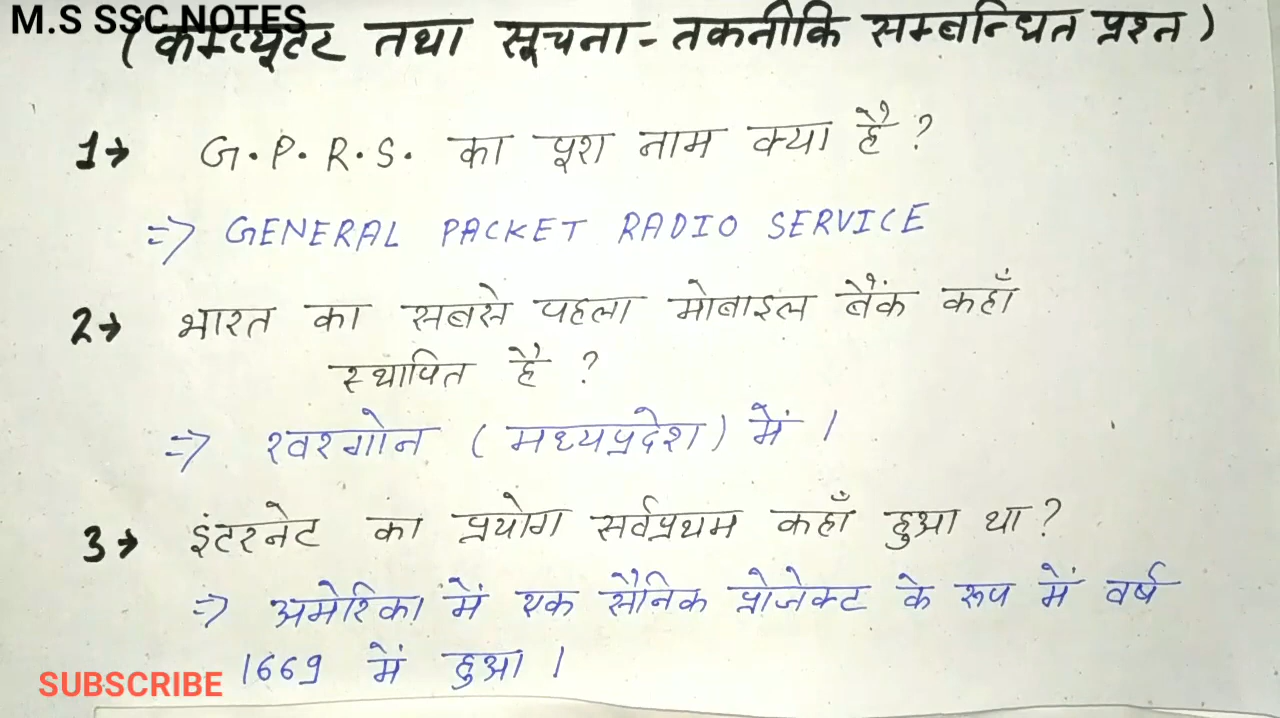 M.S SSC NOTES
(कम्प्यूटर तथा सूचना-तकनीकि सम्बन्धित प्रश्न)
1→ G.P.R.S. का पूरा नाम क्या है ?
=> GENERAL PACKET RADIO SERVICE
2→ भारत का सबसे पहला मोबाइल बैंक कहाँ
स्थापित है ?
=> खरगोन (मध्यप्रदेश) में ।
3→ इंटरनेट का प्रयोग सर्वप्रथम कहाँ हुआ था ?
=> अमेरिका में एक सैनिक प्रोजेक्ट के रूप में वर्ष
1669 में हुआ ।
SUBSCRIBE